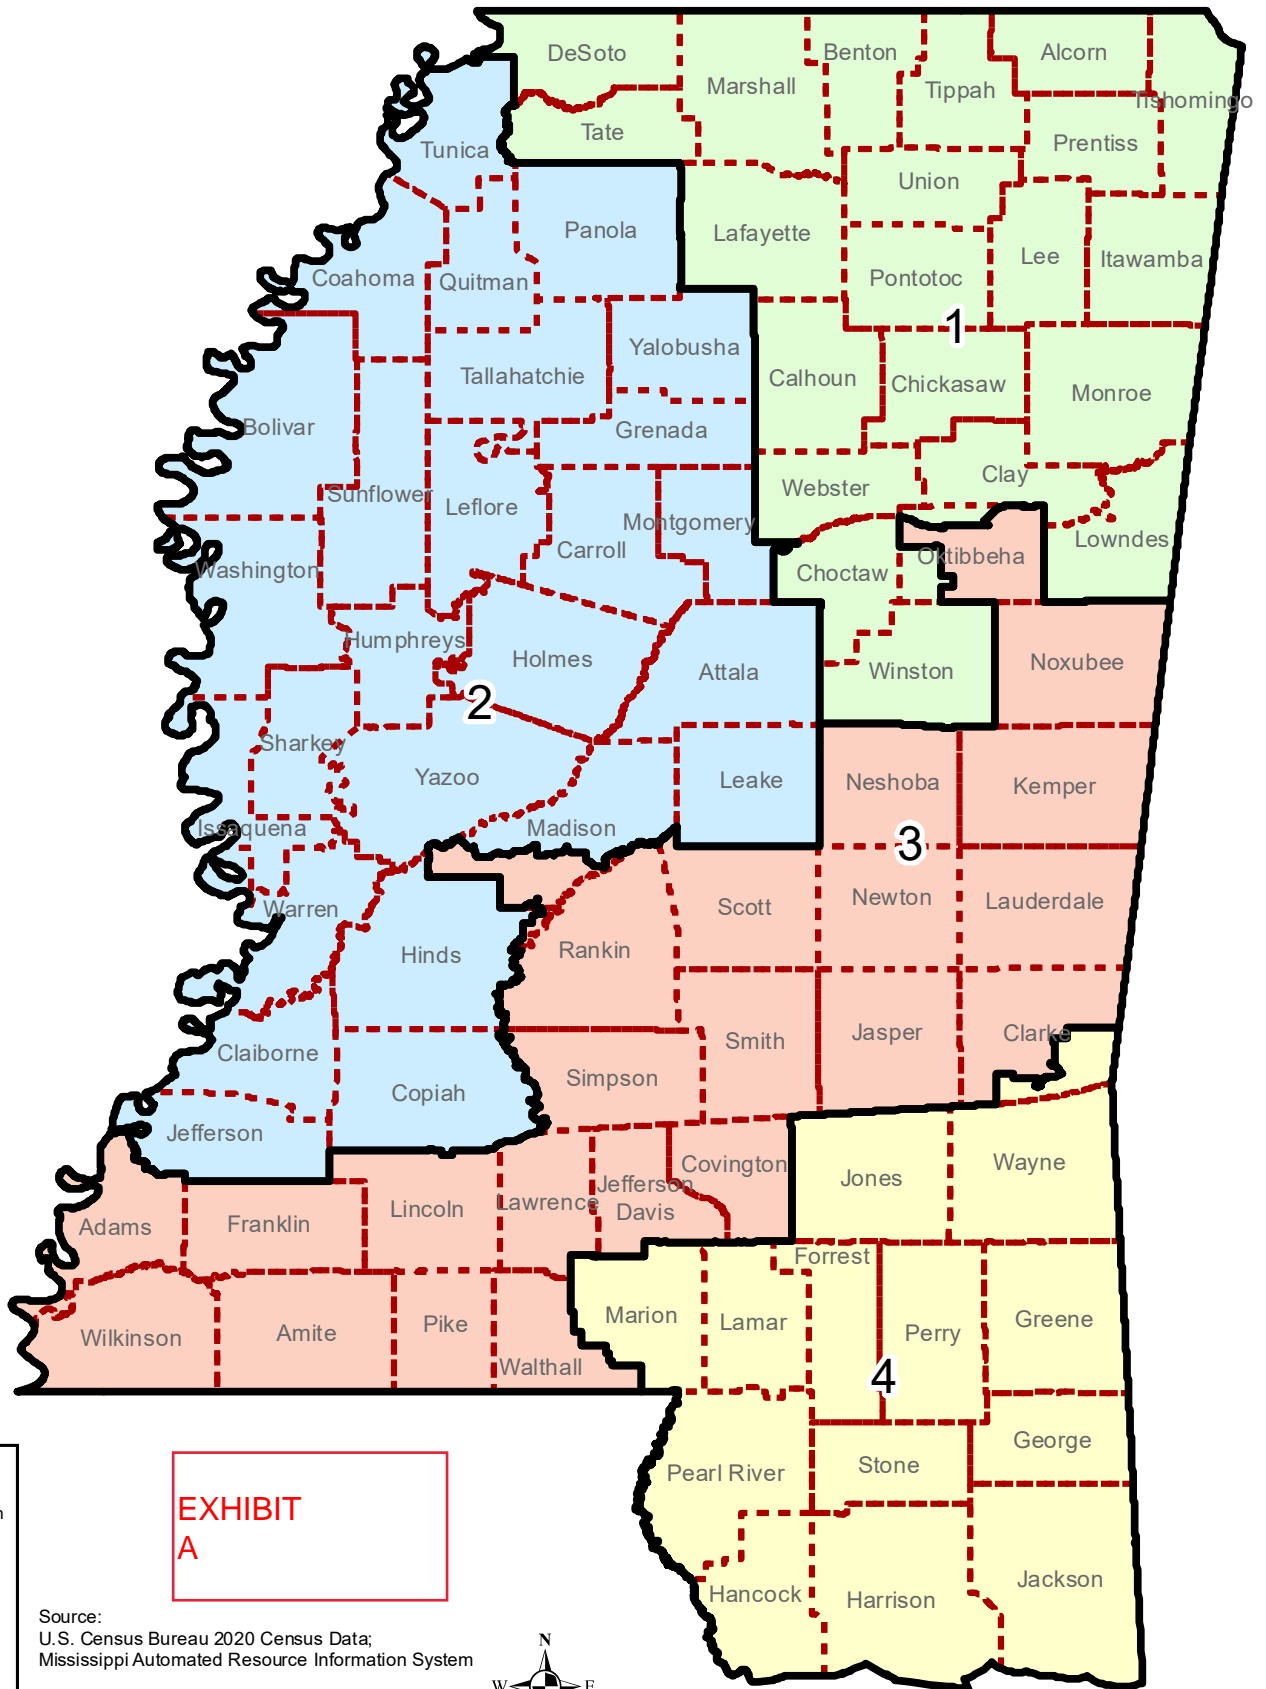 DeSoto
Benton
Alcorn
Marshall
Tippah
Tishomingo
Tate
Prentiss
Tunica
Union
Panola
Lafayette
Lee
Itawamba
Coahoma
Quitman
Pontotoc
1
Yalobusha
Tallahatchie
Calhoun
Chickasaw
Monroe
Bolivar
Grenada
Clay
Sunflower
Leflore
Webster
Montgomery
Carroll
Lowndes
Oktibbeha
Washington
Choctaw
Humphreys
Holmes
Attala
Winston
Noxubee
2
Sharkey
Yazoo
Leake
Neshoba
Kemper
Issaquena
Madison
3
Warren
Scott
Newton
Lauderdale
Hinds
Rankin
Claiborne
Smith
Jasper
Clarke
Copiah
Simpson
Jefferson
Covington
Jones
Wayne
Adams
Franklin
Lincoln
Lawrence
Jefferson
Davis
Forrest
Wilkinson
Amite
Pike
Walthall
Marion
Lamar
Perry
Greene
4
Pearl River
Stone
George
Hancock
Harrison
Jackson
EXHIBIT
A
Source:
U.S. Census Bureau 2020 Census Data;
Mississippi Automated Resource Information System
N
W E